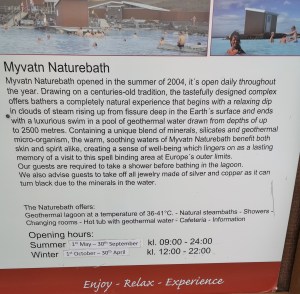 Myvatn Naturebath
Myvatn Naturebath opened in the summer of 2004, it´s open daily throughout
the year. Drawing on a centuries-old tradition, the tastefully designed complex
offers bathers a completely natural experience that begins with a relaxing dip
in clouds of steam rising up from fissure deep in the Earth´s surface and ends
with a luxurious swim in a pool of geothermal water drawn from depths of up
to 2500 metres. Containing a unique blend of minerals, silicates and geothermal
micro-organism, the warm, soothing waters of Myvatn Naturebath benefit both
skin and spirit alike, creating a sense of well-being which lingers on as a lasting
memory of a visit to this spell binding area at Europe´s outer limits.
Our guests are required to take a shower before bathing in the lagoon.
We also advise guests to take off all jewelry made of silver and copper as it can
turn black due to the minerals in the water.
The Naturebath offers:
Geothermal lagoon at a temperature of 36-41°C. - Natural steambaths - Showers -
Changing rooms - Hot tub with geothermal water - Cafeteria - Information
Opening hours:
Summer 1st May – 30th September kl. 09:00 - 24:00
Winter 1st October – 30th April kl. 12:00 - 22:00
Enjoy - Relax - Experience